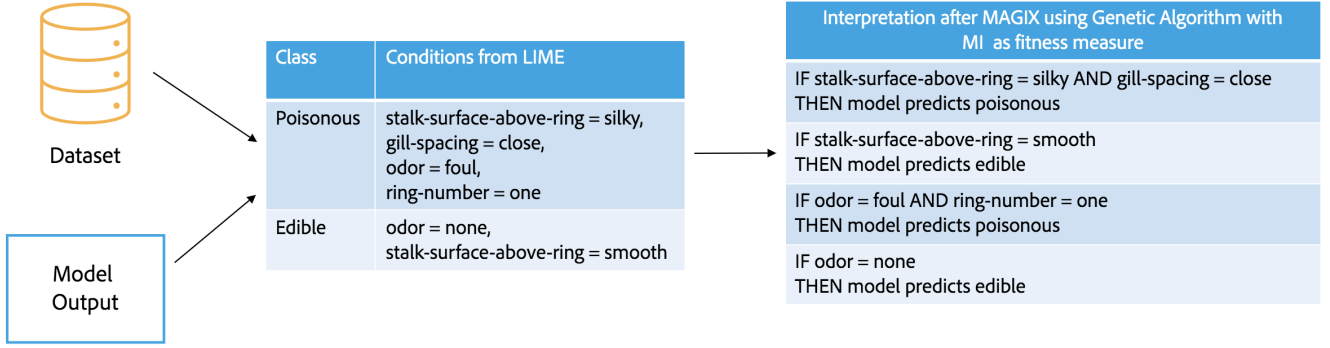 Dataset
Model
Output
Class
Conditions from LIME
Poisonous
stalk-surface-above-ring = silky,
gill-spacing = close,
odor = foul,
ring-number = one
Edible
odor = none,
stalk-surface-above-ring = smooth
Interpretation after MAGIX using Genetic Algorithm with
MI as fitness measure
IF stalk-surface-above-ring = silky AND gill-spacing = close
THEN model predicts poisonous
IF stalk-surface-above-ring = smooth
THEN model predicts edible
IF odor = foul AND ring-number = one
THEN model predicts poisonous
IF odor = none
THEN model predicts edible